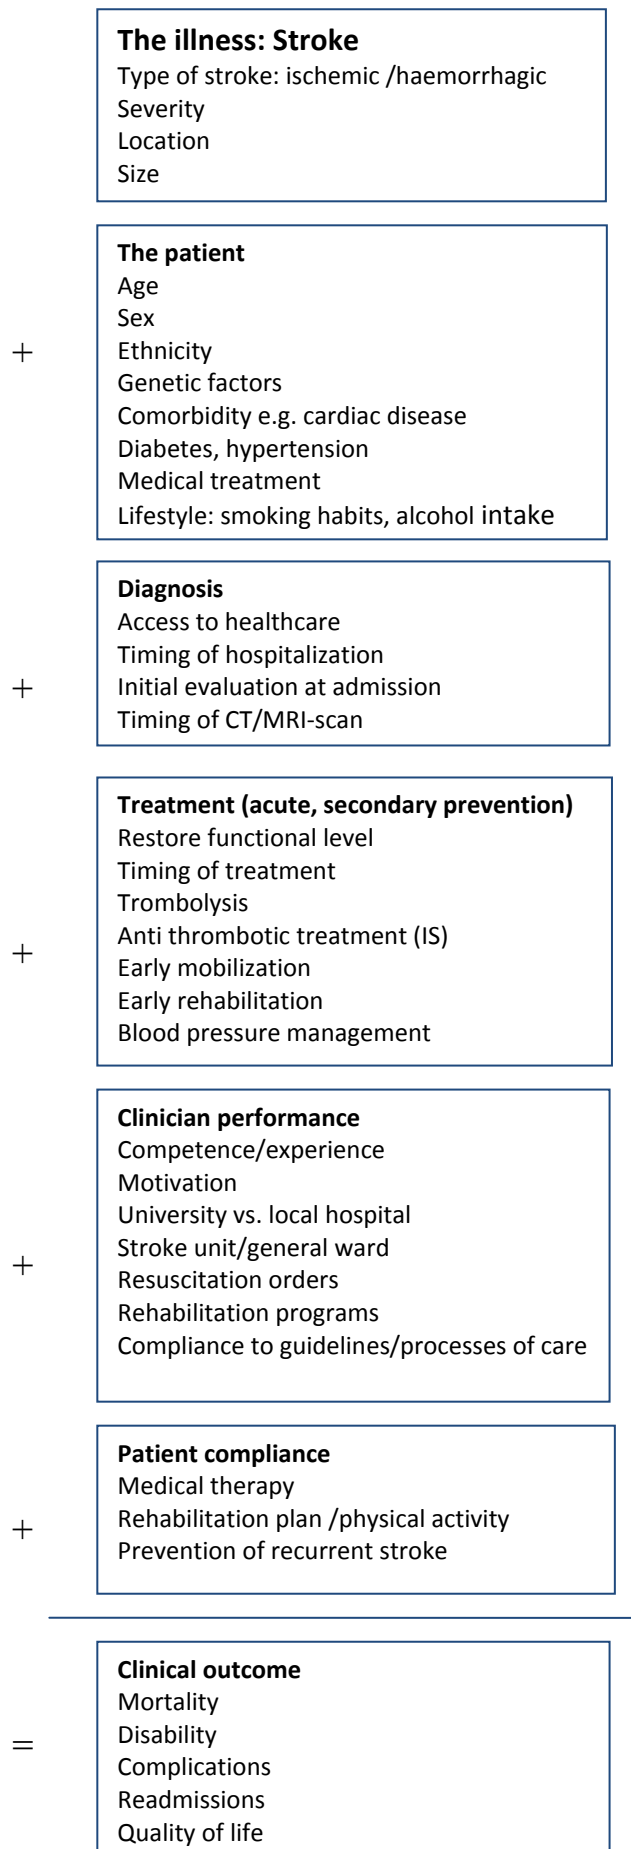 The illness: Stroke
Type of stroke: ischemic /haemorrhagic
Severity
Location
Size
The patient
Age
Sex
+
Ethnicity
Genetic factors
Comorbidity e.g. cardiac disease
Diabetes, hypertension
Medical treatment
Lifestyle: smoking habits, alcohol intake
Diagnosis
Access to healthcare
Timing of hospitalization
+
Initial evaluation at admission
Timing of CT/MRI-scan
Treatment (acute, secondary prevention)
Restore functional level
Timing of treatment
Trombolysis
Anti thrombotic treatment (IS)
+
Early mobilization
Early rehabilitation
Blood pressure management
Clinician performance
Competence/experience
Motivation
University vs. local hospital
Stroke unit/general ward
+
Resuscitation orders
Rehabilitation programs
Compliance to guidelines/processes of care
Patient compliance
Medical therapy
Rehabilitation plan /physical activity
+
Prevention of recurrent stroke
Clinical outcome
Mortality
Disability
=
Complications
Readmissions
Quality of life